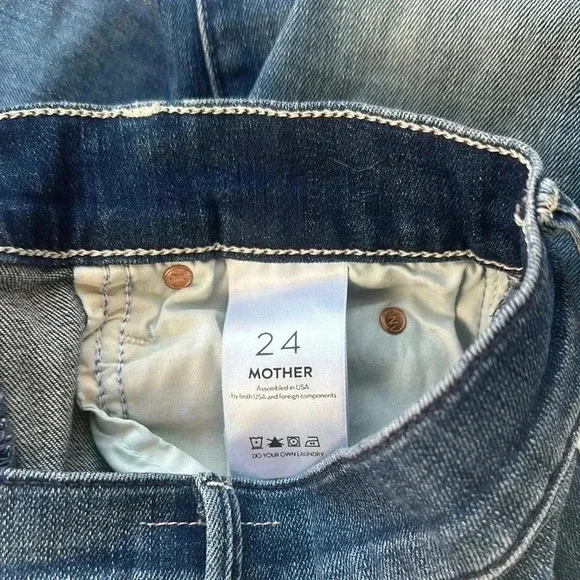 24
MOTHER
Assembled in USA
by both USA and foreign components
DO YOUR OWN LAUNDRY